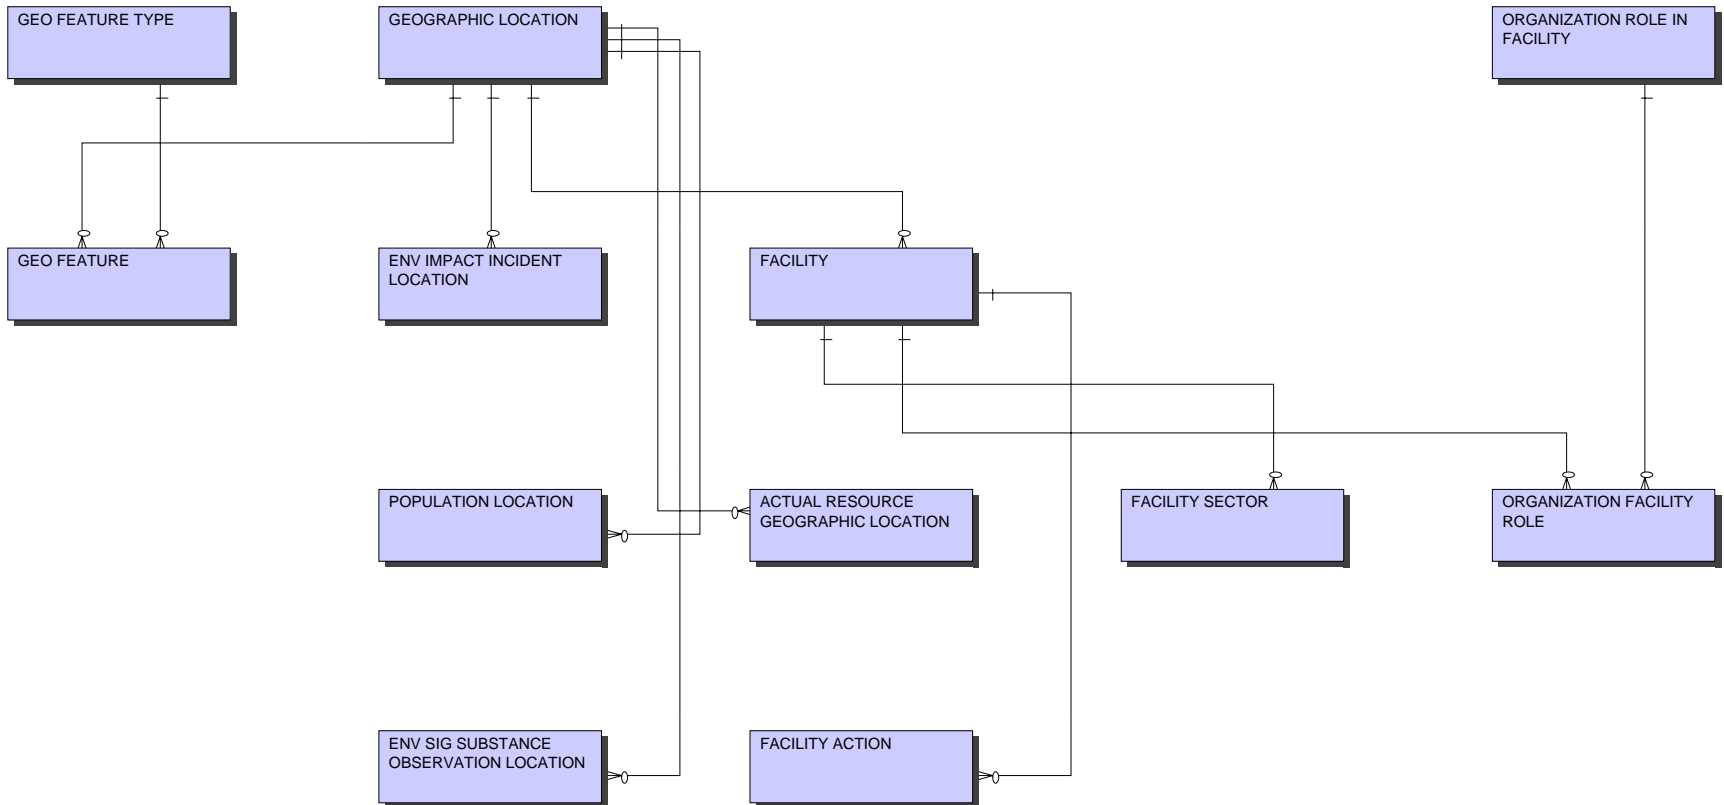 GEO FEATURE TYPE
GEOGRAPHIC LOCATION
ORGANIZATION ROLE IN
FACILITY
GEO FEATURE
ENV IMPACT INCIDENT
LOCATION
FACILITY
POPULATION LOCATION
ACTUAL RESOURCE
GEOGRAPHIC LOCATION
FACILITY SECTOR
ORGANIZATION FACILITY
ROLE
ENV SIG SUBSTANCE
OBSERVATION LOCATION
FACILITY ACTION